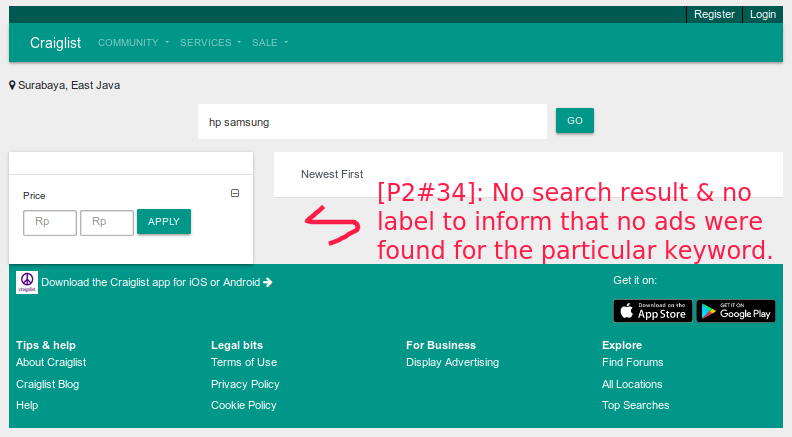 Register Login
Craiglist COMMUNITY SERVICES SALE
Surabaya, East Java
hp samsung GO
Newest First
Price
Rp Rp APPLY
[P2#34]: No search result & no
label to inform that no ads were
found for the particular keyword.
craigslist Download the Craiglist app for iOS or Android
Get it on:
Download on the App Store GET IT ON Google Play
Tips & help Legal bits For Business Explore
About Craiglist Terms of Use Display Advertising Find Forums
Craiglist Blog Privacy Policy All Locations
Help Cookie Policy Top Searches